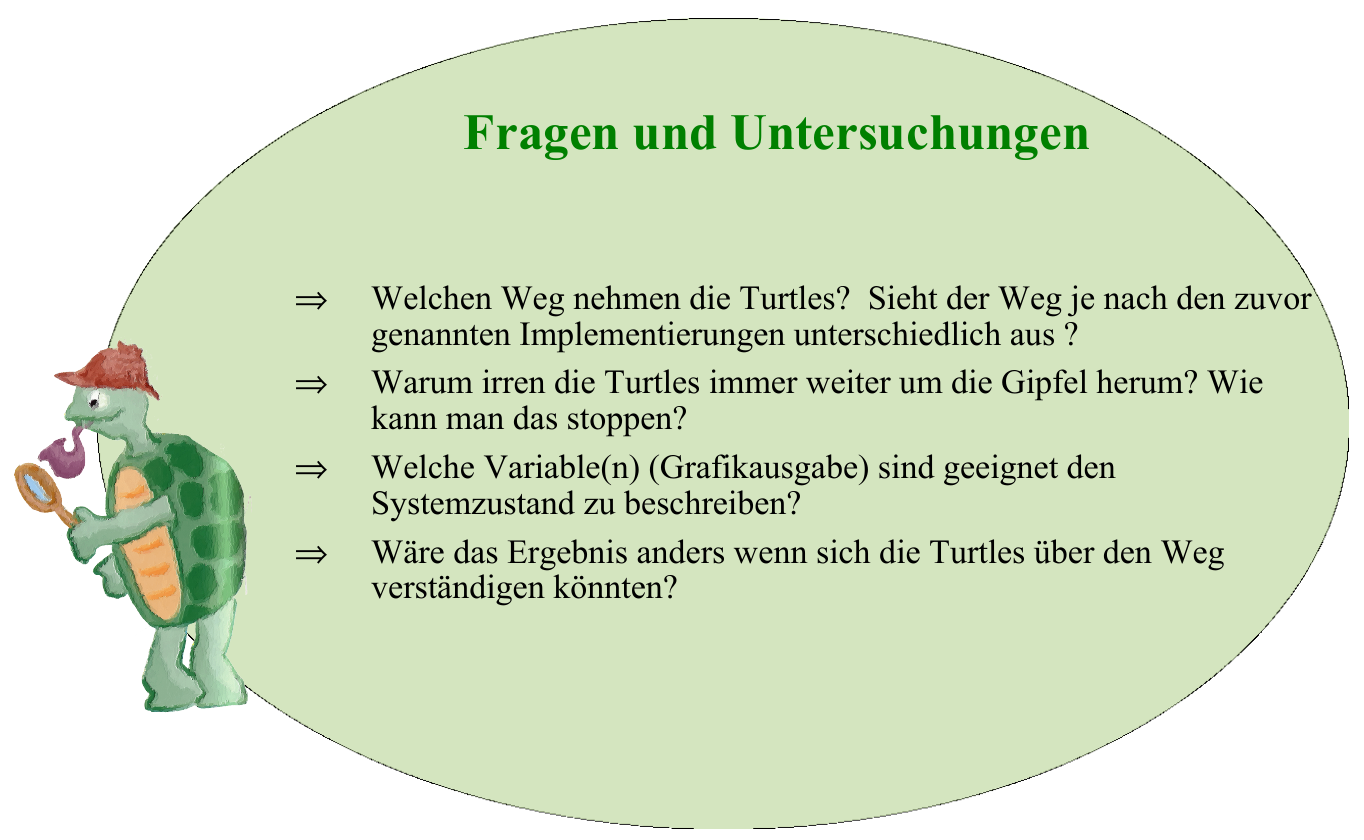 Fragen und Untersuchungen
⇒ Welchen Weg nehmen die Turtles?  Sieht der Weg je nach den zuvor
genannten Implementierungen unterschiedlich aus ?
⇒ Warum irren die Turtles immer weiter um die Gipfel herum? Wie
kann man das stoppen?
⇒ Welche Variable(n) (Grafikausgabe) sind geeignet den
Systemzustand zu beschreiben?
⇒ Wäre das Ergebnis anders wenn sich die Turtles über den Weg
verständigen könnten?